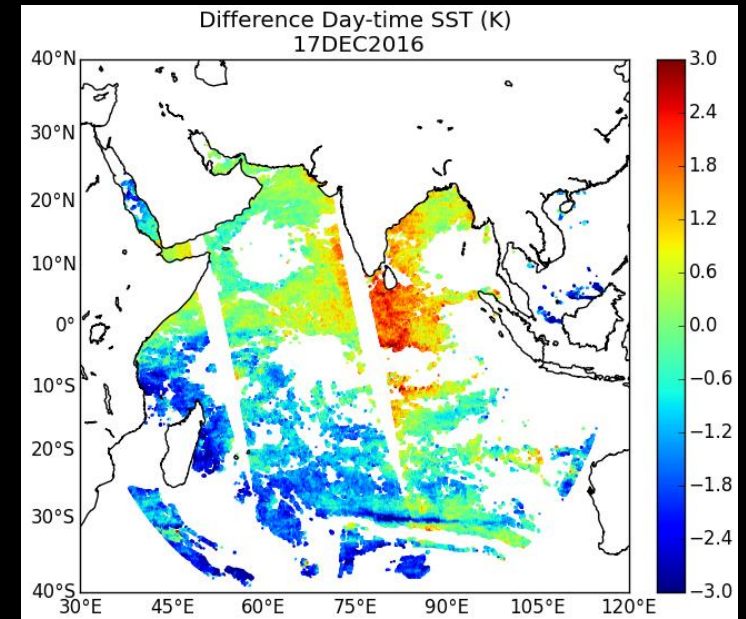 Difference Day-time SST (K)
17DEC2016
40°N
30°N
20°N
10°N
0°
10°S
20°S
30°S
40°S
30°E 45°E 60°E 75°E 90°E 105°E 120°E
3.0
2.4
1.8
1.2
0.6
0.0
−0.6
−1.2
−1.8
−2.4
−3.0